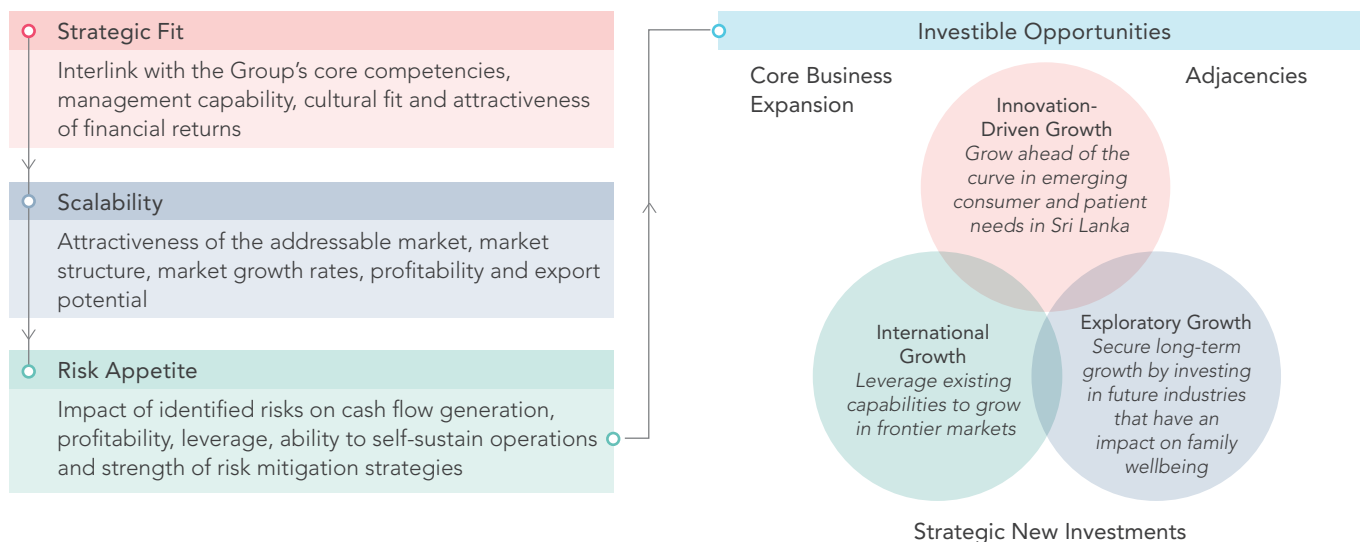 Strategic Fit
Interlink with the Group’s core competencies,
management capability, cultural fit and attractiveness
of financial returns
Scalability
Attractiveness of the addressable market, market
structure, market growth rates, profitability and export
potential
Risk Appetite
Impact of identified risks on cash flow generation,
profitability, leverage, ability to self-sustain operations
and strength of risk mitigation strategies
Investible Opportunities
Core Business
Expansion
Adjacencies
Innovation-
Driven Growth
Grow ahead of the
curve in emerging
consumer and patient
needs in Sri Lanka
International
Growth
Leverage existing
capabilities to grow
in frontier markets
Exploratory Growth
Secure long-term
growth by investing
in future industries
that have an
impact on family
wellbeing
Strategic New Investments